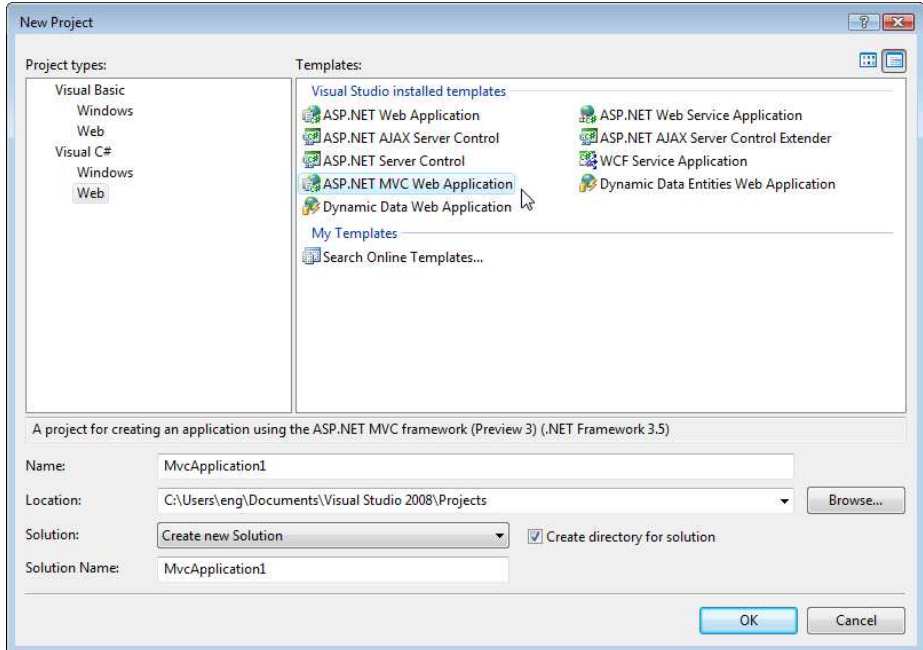 New Project
Project types:
Templates:
Visual Basic
Windows
Web
Visual C#
Windows
Web
Visual Studio installed templates
ASP.NET Web Application
ASP.NET Web Service Application
ASP.NET AJAX Server Control
ASP.NET AJAX Server Control Extender
ASP.NET Server Control
WCF Service Application
ASP.NET MVC Web Application
Dynamic Data Entities Web Application
Dynamic Data Web Application
My Templates
Search Online Templates...
A project for creating an application using the ASP.NET MVC framework (Preview 3) (.NET Framework 3.5)
Name:
MvcApplication1
Location:
C:\Users\eng\Documents\Visual Studio 2008\Projects
Browse...
Solution:
Create new Solution
Create directory for solution
Solution Name:
MvcApplication1
OK
Cancel